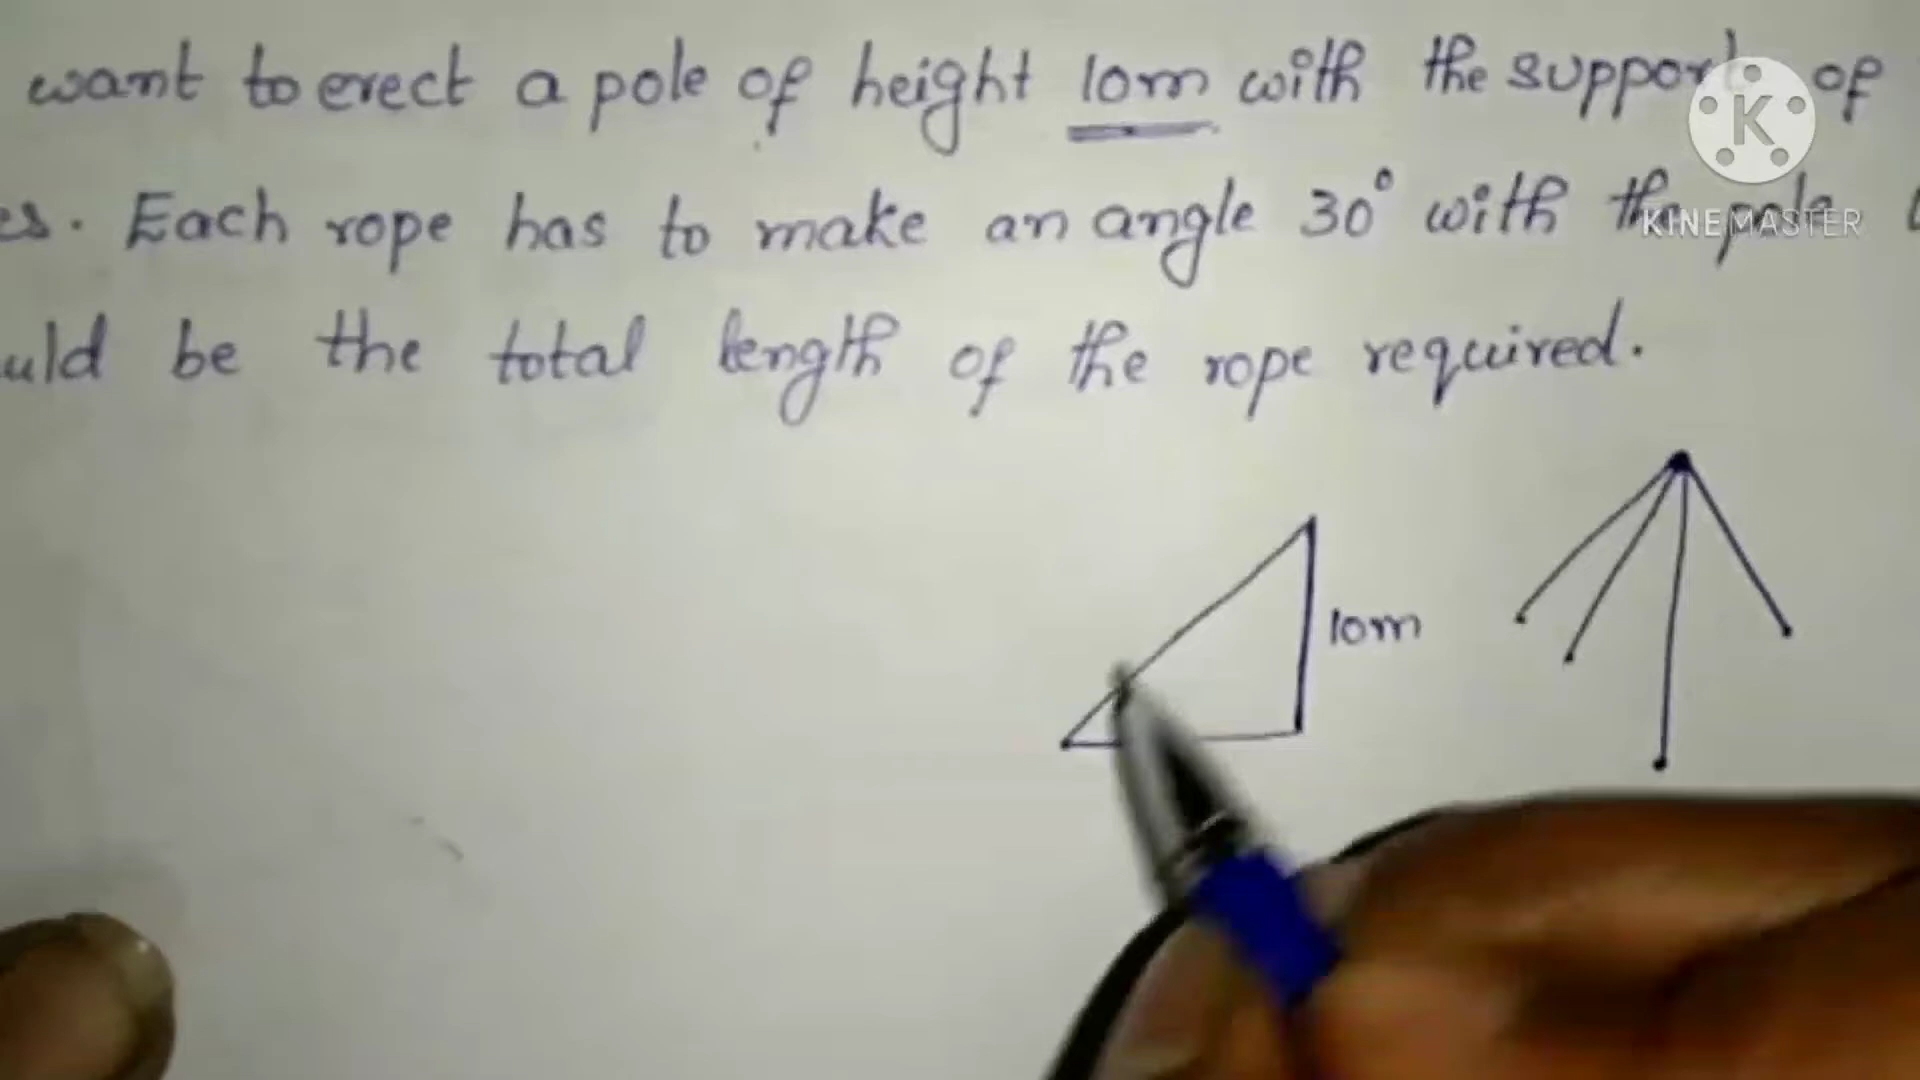 want to erect a pole of height 10m with the support of
es. Each rope has to make an angle 30° with the pole
uld be the total length of the rope required.
10m
K
KINEMASTER